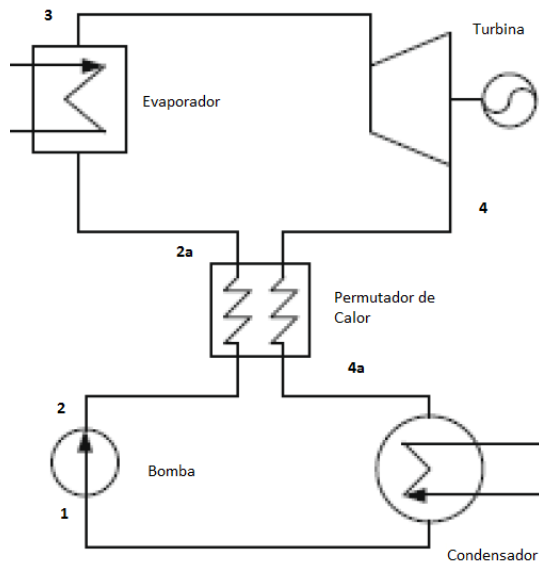 3
Turbina
Evaporador
4
2a
Permutador de
Calor
4a
2
Bomba
1
Condensador